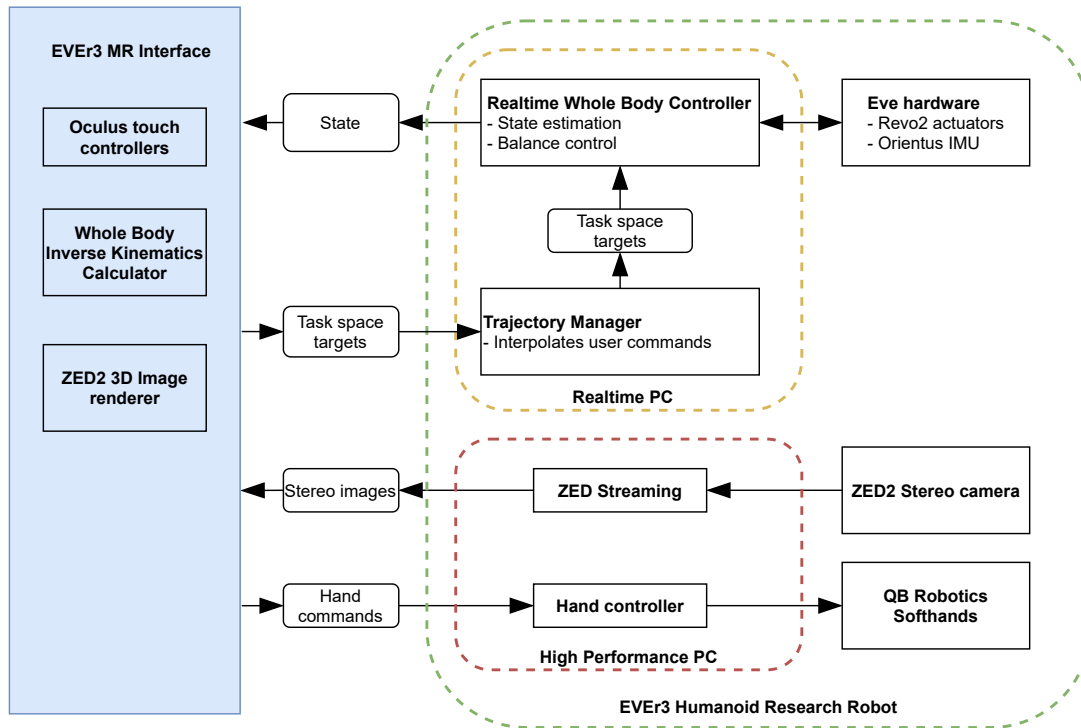 EVEr3 MR Interface
Oculus touch
controllers
Whole Body
Inverse Kinematics
Calculator
ZED2 3D Image
renderer
State
Realtime Whole Body Controller
- State estimation
- Balance control
Eve hardware
- Revo2 actuators
- Orientus IMU
Task space
targets
Task space
targets
Trajectory Manager
- Interpolates user commands
Realtime PC
Stereo images
ZED Streaming
ZED2 Stereo camera
Hand
commands
Hand controller
QB Robotics
Softhands
High Performance PC
EVEr3 Humanoid Research Robot